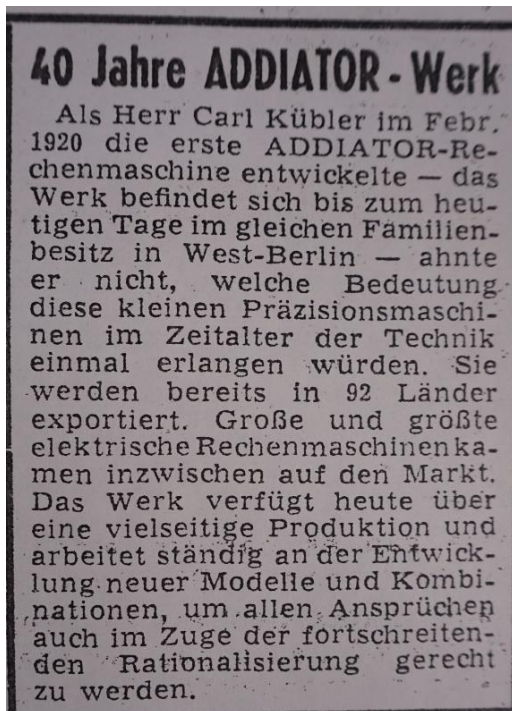 40 Jahre ADDIATOR - Werk
Als Herr Carl Kübler im Febr.
1920 die erste ADDIATOR-Re-
chenmaschine entwickelte — das
Werk befindet sich bis zum heu-
tigen Tage im gleichen Familien-
besitz in West-Berlin — ahnte
er nicht, welche Bedeutung
diese kleinen Präzisionsmaschi-
nen im Zeitalter der Technik
einmal erlangen würden. Sie
werden bereits in 92 Länder
exportiert. Große und größte
elektrische Rechenmaschinen ka-
men inzwischen auf den Markt.
Das Werk verfügt heute über
eine vielseitige Produktion und
arbeitet ständig an der Entwick-
lung neuer Modelle und Kombi-
nationen, um allen Ansprüchen
auch im Zuge der fortschreiten-
den Rationalisierung gerecht
zu werden.